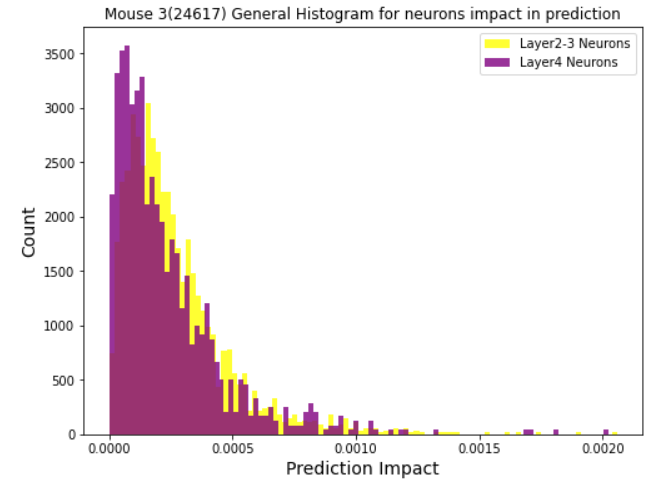 Mouse 3(24617) General Histogram for neurons impact in prediction
Layer2-3 Neurons
Layer4 Neurons
Count
3500
3000
2500
2000
1500
1000
500
0
0.0000 0.0005 0.0010 0.0015 0.0020
Prediction Impact